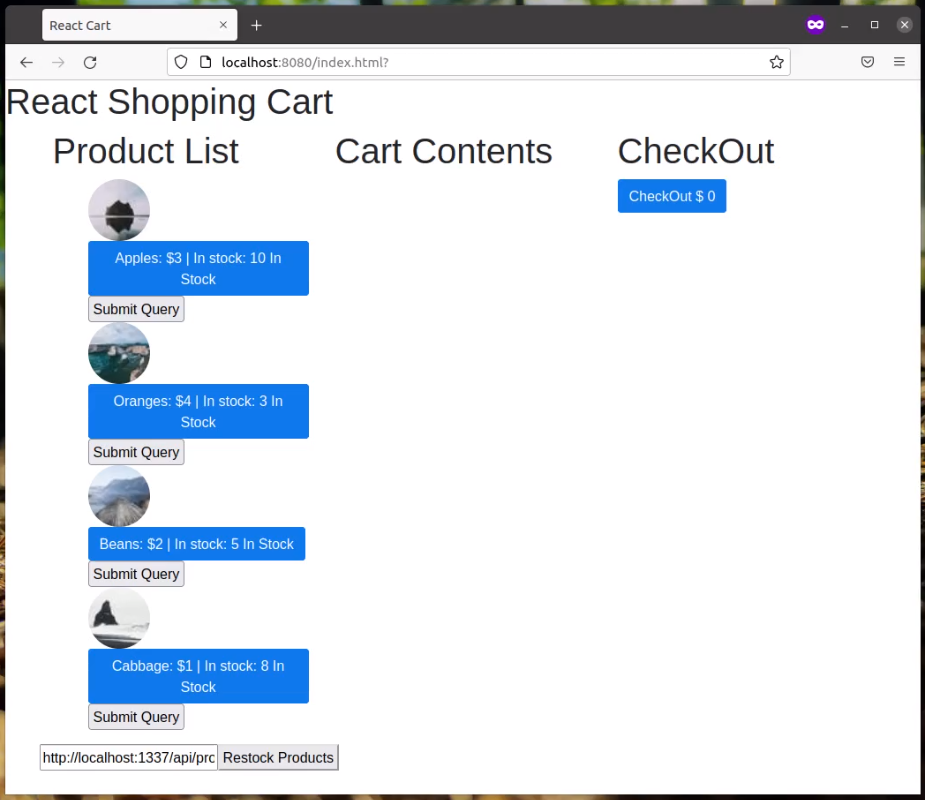 React Cart
localhost:8080/index.html?
React Shopping Cart
Product List
Cart Contents
CheckOut
CheckOut $ 0
Apples: $3 | In stock: 10 In
Stock
Submit Query
Oranges: $4 | In stock: 3 In
Stock
Submit Query
Beans: $2 | In stock: 5 In Stock
Submit Query
Cabbage: $1 | In stock: 8 In
Stock
Submit Query
http://localhost:1337/api/pro
Restock Products